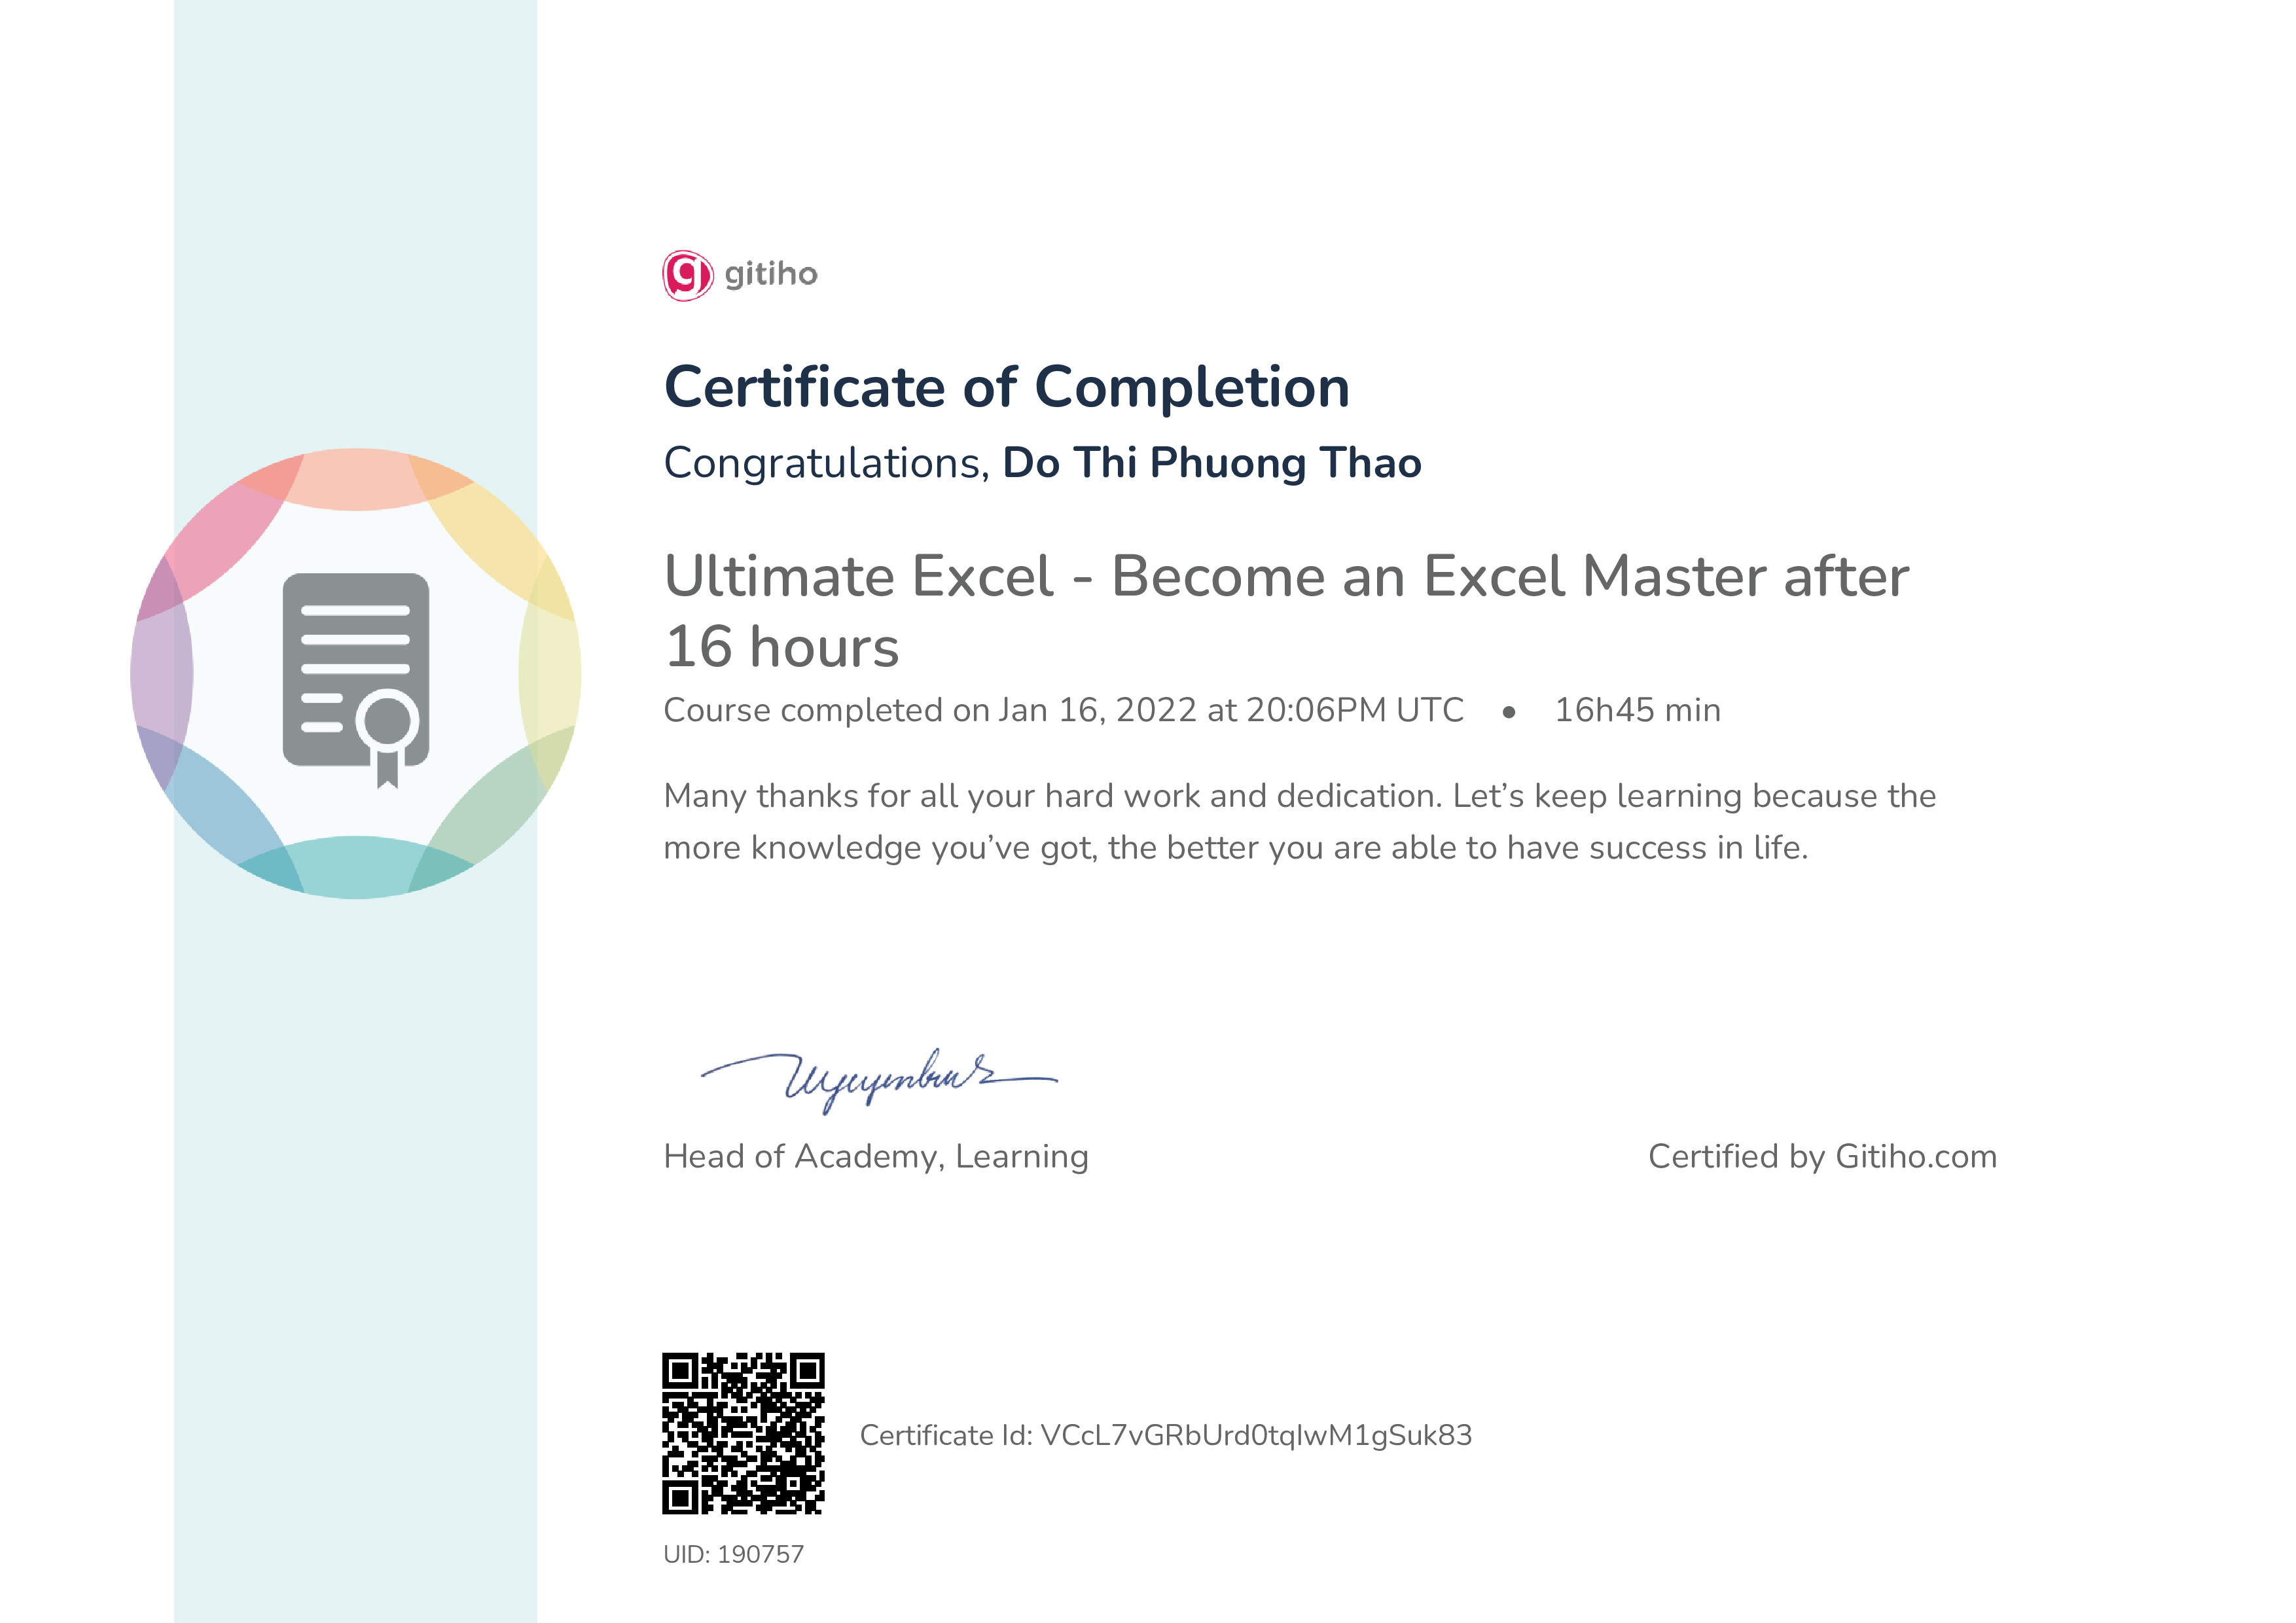 gitiho
Certificate of Completion
Congratulations, Do Thi Phuong Thao
Ultimate Excel - Become an Excel Master after
16 hours
Course completed on Jan 16, 2022 at 20:06PM UTC • 16h45 min
Many thanks for all your hard work and dedication. Let’s keep learning because the
more knowledge you’ve got, the better you are able to have success in life.
Head of Academy, Learning
Certified by Gitiho.com
Certificate Id: VCcL7vGRbUrd0tqlwM1gSuk83
UID: 190757